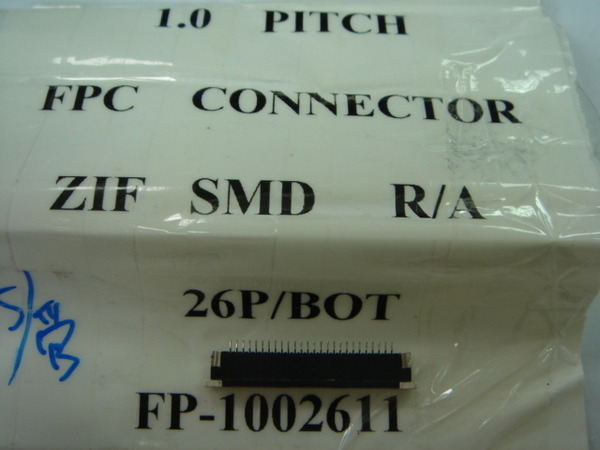 1.0 PITCH
FPC CONNECTOR
ZIF SMD R/A
26P/BOT
FP-1002611